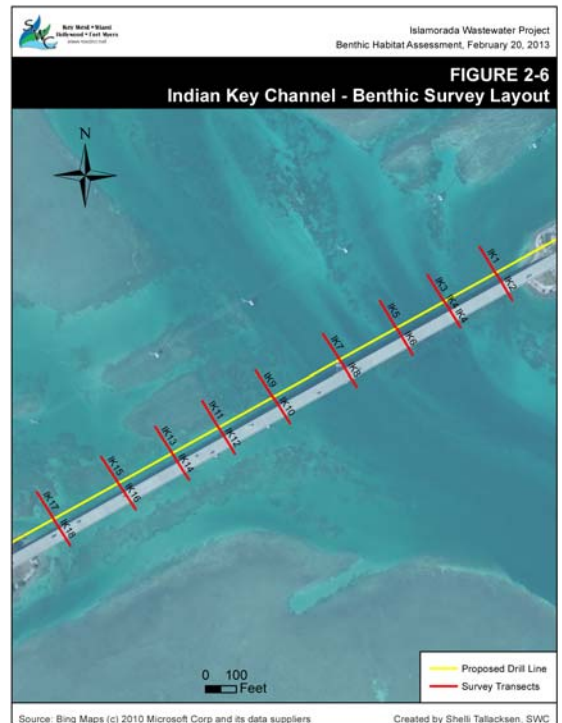 SWC
Key West • Miami
Hollywood • Fort Myers
Islamorada Wastewater Project
Benthic Habitat Assessment, February 20, 2013
FIGURE 2-6
Indian Key Channel - Benthic Survey Layout
N
IK1
IK2
IK3
IK4
IK4
IK5
IK6
IK7
IK8
IK9
IK10
IK11
IK12
IK13
IK14
IK15
IK16
IK17
IK18
0 100
Feet
Proposed Drill Line
Survey Transects
Source: Bing Maps (c) 2010 Microsoft Corp and its data suppliers
Created by Shelli Tallacksen, SWC